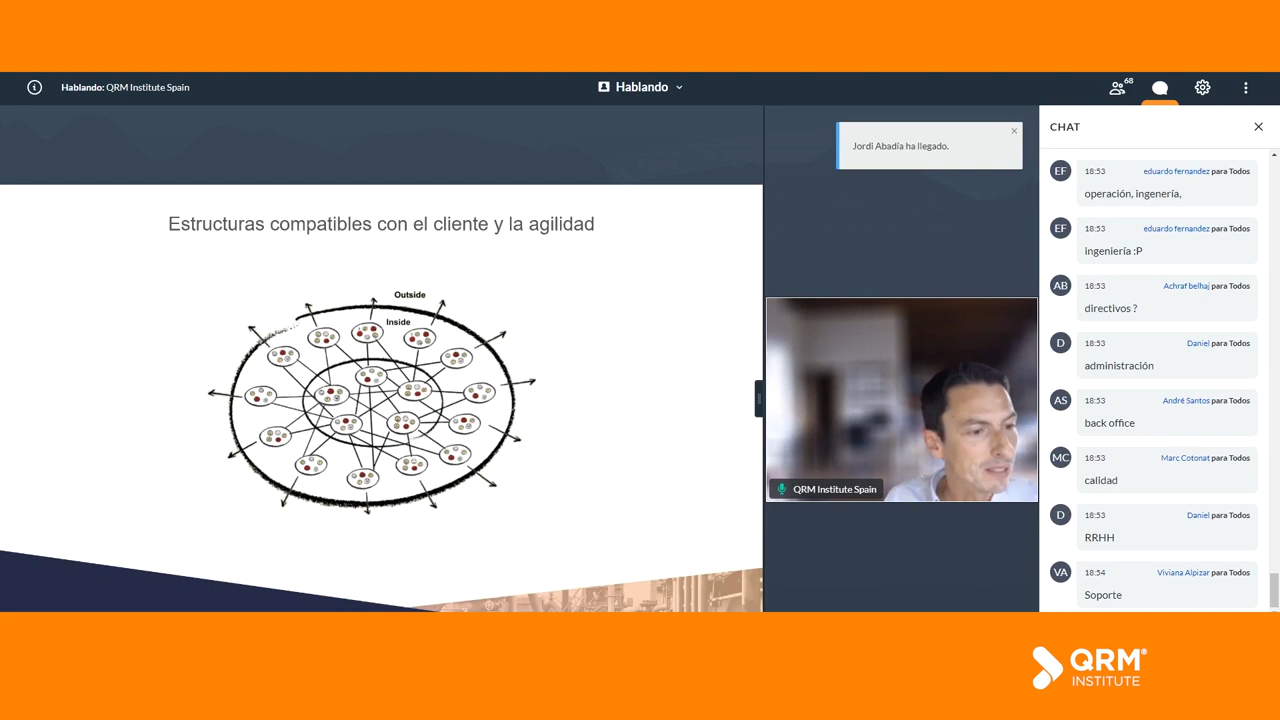 Hablando: QRM Institute Spain
Hablando
68
Jordi Abadía ha llegado.
Estructuras compatibles con el cliente y la agilidad
Outside
Inside
QRM Institute Spain
CHAT
EF
18:53
eduardo fernandez para Todos
operación, ingenería,
EF
18:53
eduardo fernandez para Todos
ingeniería :P
AB
18:53
Achraf belhaj para Todos
directivos ?
D
18:53
Daniel para Todos
administración
AS
18:53
André Santos para Todos
back office
MC
18:53
Marc Cotonat para Todos
calidad
D
18:53
Daniel para Todos
RRHH
VA
18:54
Viviana Alpizar para Todos
Soporte
QRM®
INSTITUTE